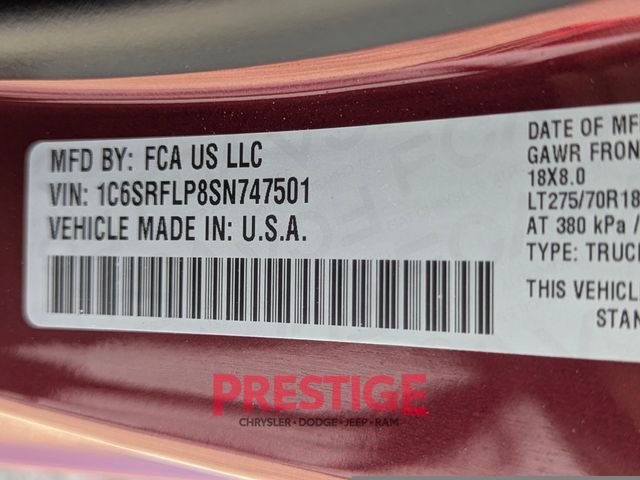 MFD BY: FCA US LLC
VIN: 1C6SRFLP8SN747501
VEHICLE MADE IN: U.S.A.
DATE OF MF
GAWR FRON
18X8.0
LT275/70R18
AT 380 kPa /
TYPE: TRUC
THIS VEHICL
STAN
PRESTIGE
CHRYSLER • DODGE • JEEP • RAM